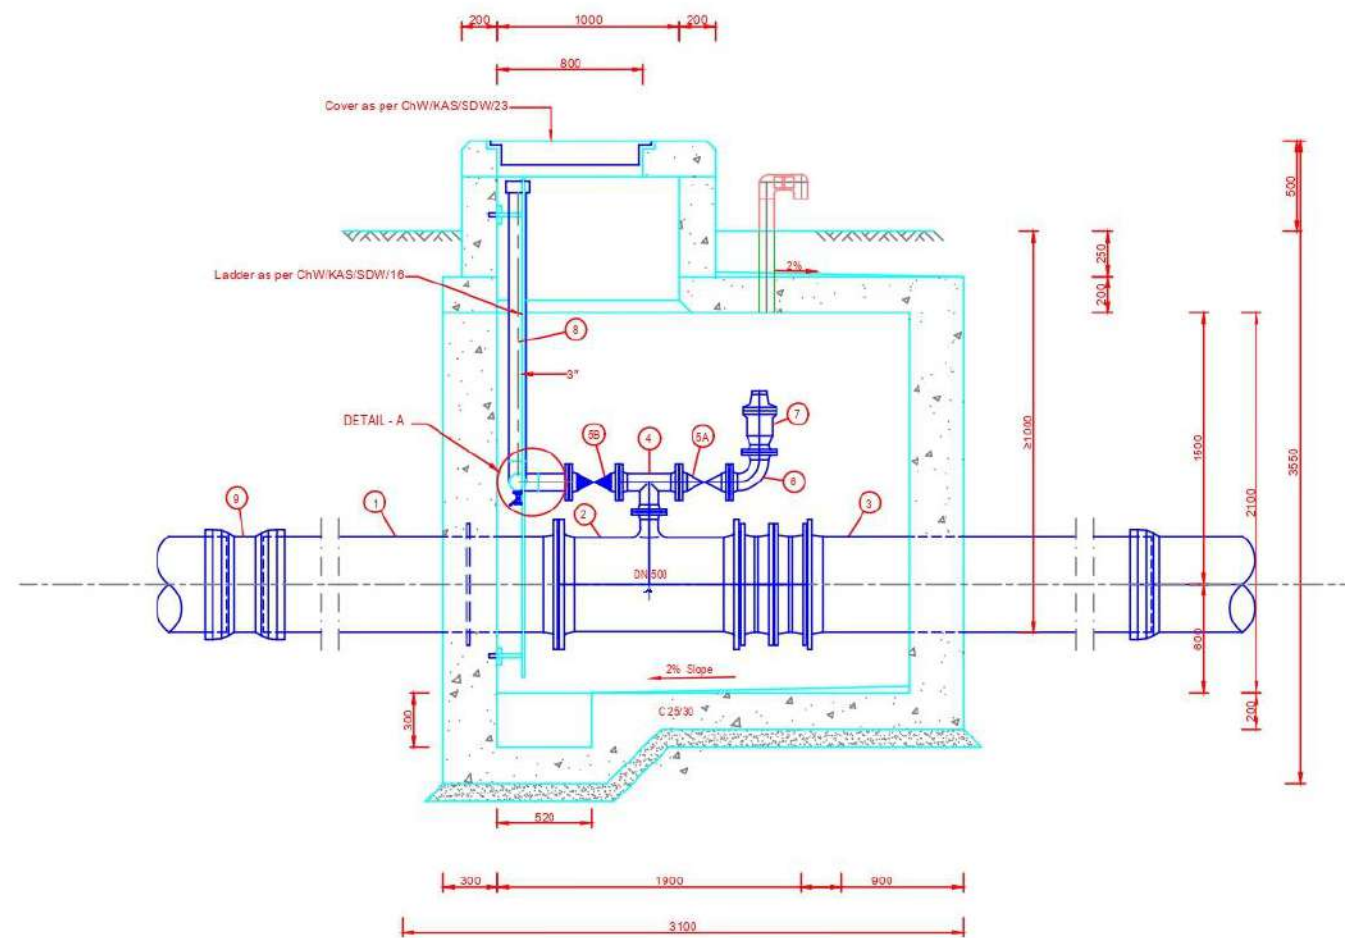 200 1000 200
800
Cover as per ChW/KAS/SDW/23
500
250
2%
Ladder as per ChW/KAS/SDW/16
200
8
3"
DETAIL - A
7
5B 4 5A
≥1000
1500
3550
6
2100
9 1 2 3
DN 500
600
2% Slope
300
C 25/30
200
520
300 1900 900
3100